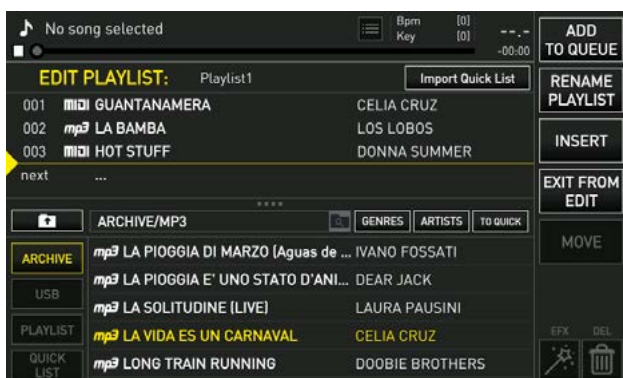 No song selected
Bpm [0]
Key [0]
--.-
-00:00
ADD
TO QUEUE
EDIT PLAYLIST: Playlist1
Import Quick List
RENAME
PLAYLIST
001 MIDI GUANTANAMERA CELIA CRUZ
002 mp3 LA BAMBA LOS LOBOS
003 MIDI HOT STUFF DONNA SUMMER
INSERT
next ...
EXIT FROM
EDIT
ARCHIVE/MP3
GENRES
ARTISTS
TO QUICK
MOVE
ARCHIVE
USB
PLAYLIST
QUICK
LIST
mp3 LA PIOGGIA DI MARZO (Aguas de ... IVANO FOSSATI
mp3 LA PIOGGIA E' UNO STATO D'ANI... DEAR JACK
mp3 LA SOLITUDINE (LIVE) LAURA PAUSINI
mp3 LA VIDA ES UN CARNAVAL CELIA CRUZ
mp3 LONG TRAIN RUNNING DOOBIE BROTHERS
EFX DEL